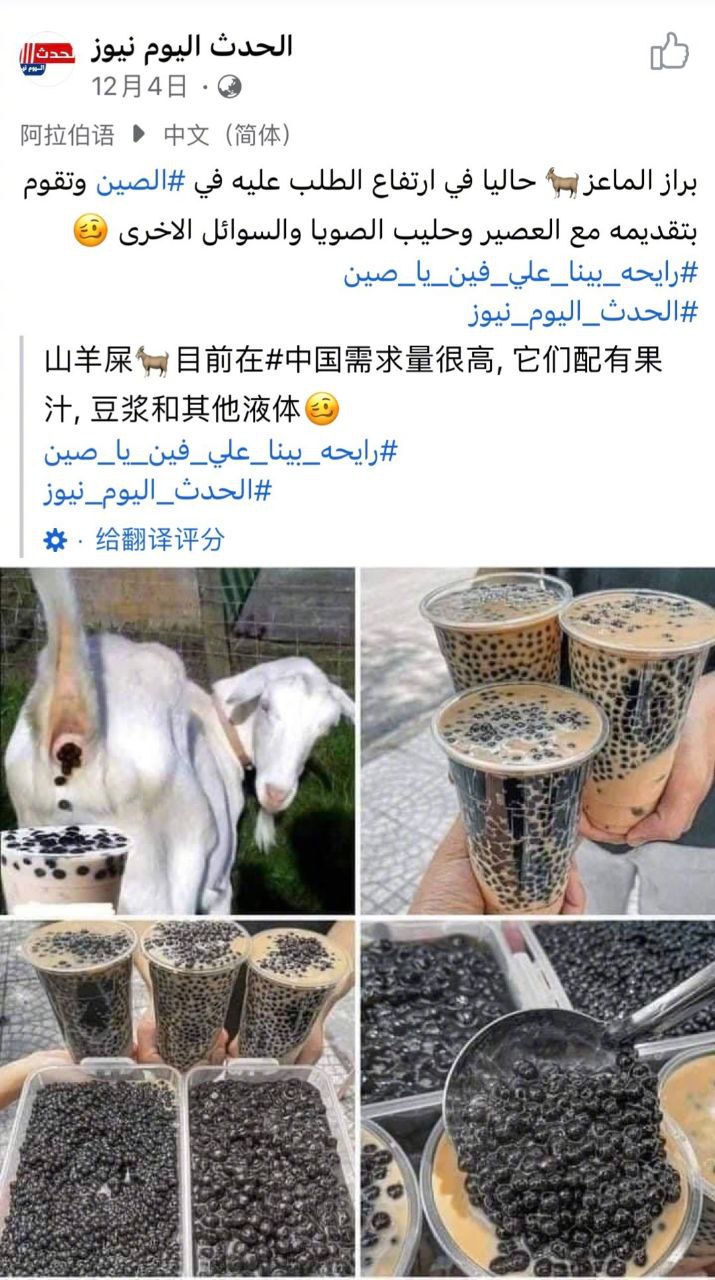 الحدث اليوم نيوز
12月4日 ·
阿拉伯语 ▶ 中文（简体）
براز الماعز🐐 حاليا في ارتفاع الطلب عليه في #الصين وتقوم
بتقديمه مع العصير وحليب الصويا والسوائل الاخرى 🥴
#رايحه_بينا_علي_فين_يا_صين
#الحدث_اليوم_نيوز
山羊屎🐐目前在#中国需求量很高, 它们配有果
汁, 豆浆和其他液体🥴
#رايحه_بينا_علي_فين_يا_صين
#الحدث_اليوم_نيوز
· 给翻译评分